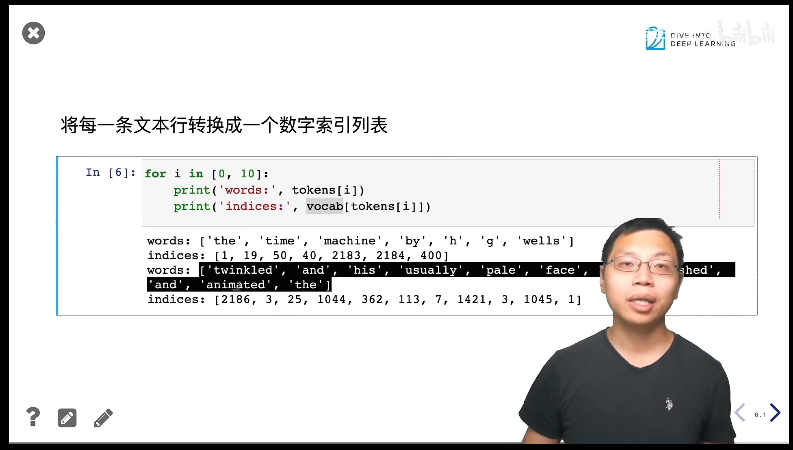 DIVE INTO
DEEP LEARNING
bilibili
将每一条文本行转换成一个数字索引列表
In [6]: for i in [0, 10]:
print('words:', tokens[i])
print('indices:', vocab[tokens[i]])
words: ['the', 'time', 'machine', 'by', 'h', 'g', 'wells']
indices: [1, 19, 50, 40, 2183, 2184, 400]
words: ['twinkled', 'and', 'his', 'usually', 'pale', 'face',
'and', 'animated', 'the']
indices: [2186, 3, 25, 1044, 362, 113, 7, 1421, 3, 1045, 1]
?
6.1